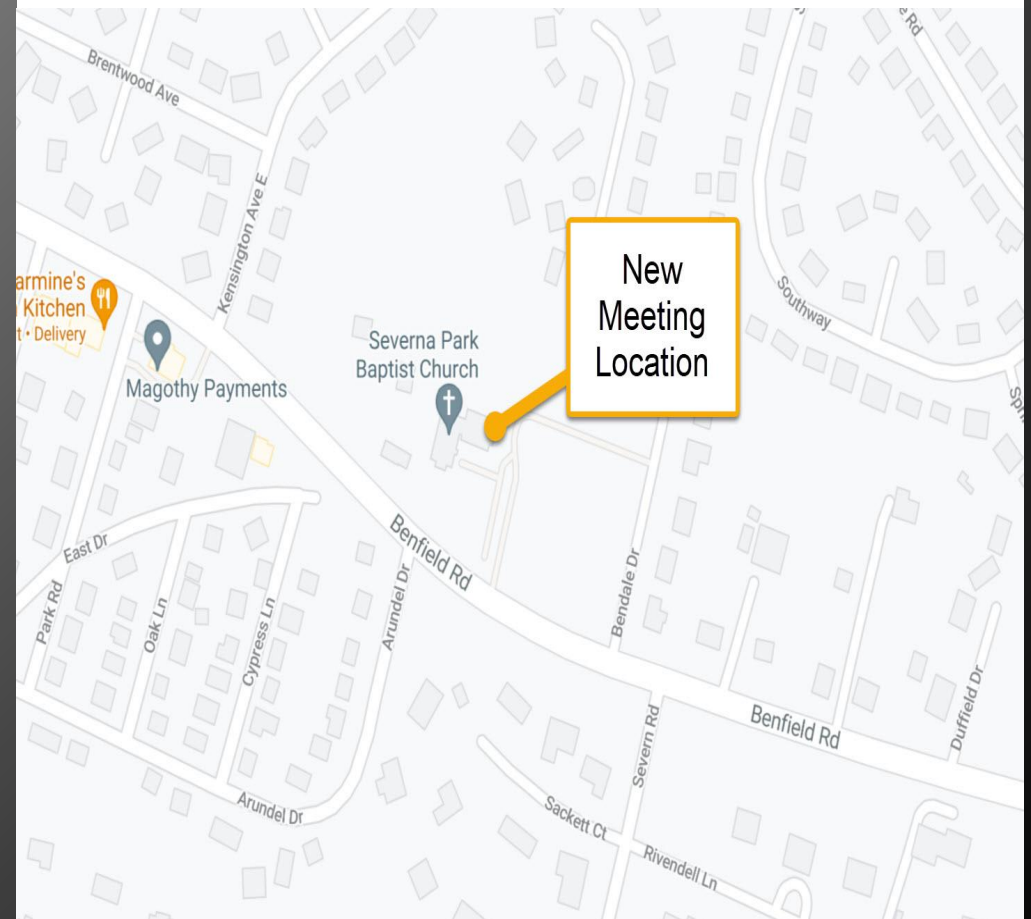 Rd
Brentwood Ave
Kensington Ave E
armine's
Kitchen
t • Delivery
Magothy Payments
Severna Park
Baptist Church
New
Meeting
Location
Southway
Benfield Rd
East Dr
Park Rd
Oak Ln
Cypress Ln
Arundel Dr
Bendale Dr
Benfield Rd
Duffield Dr
Severn Rd
Arundel Dr
Sackett Ct
Rivendell Ln